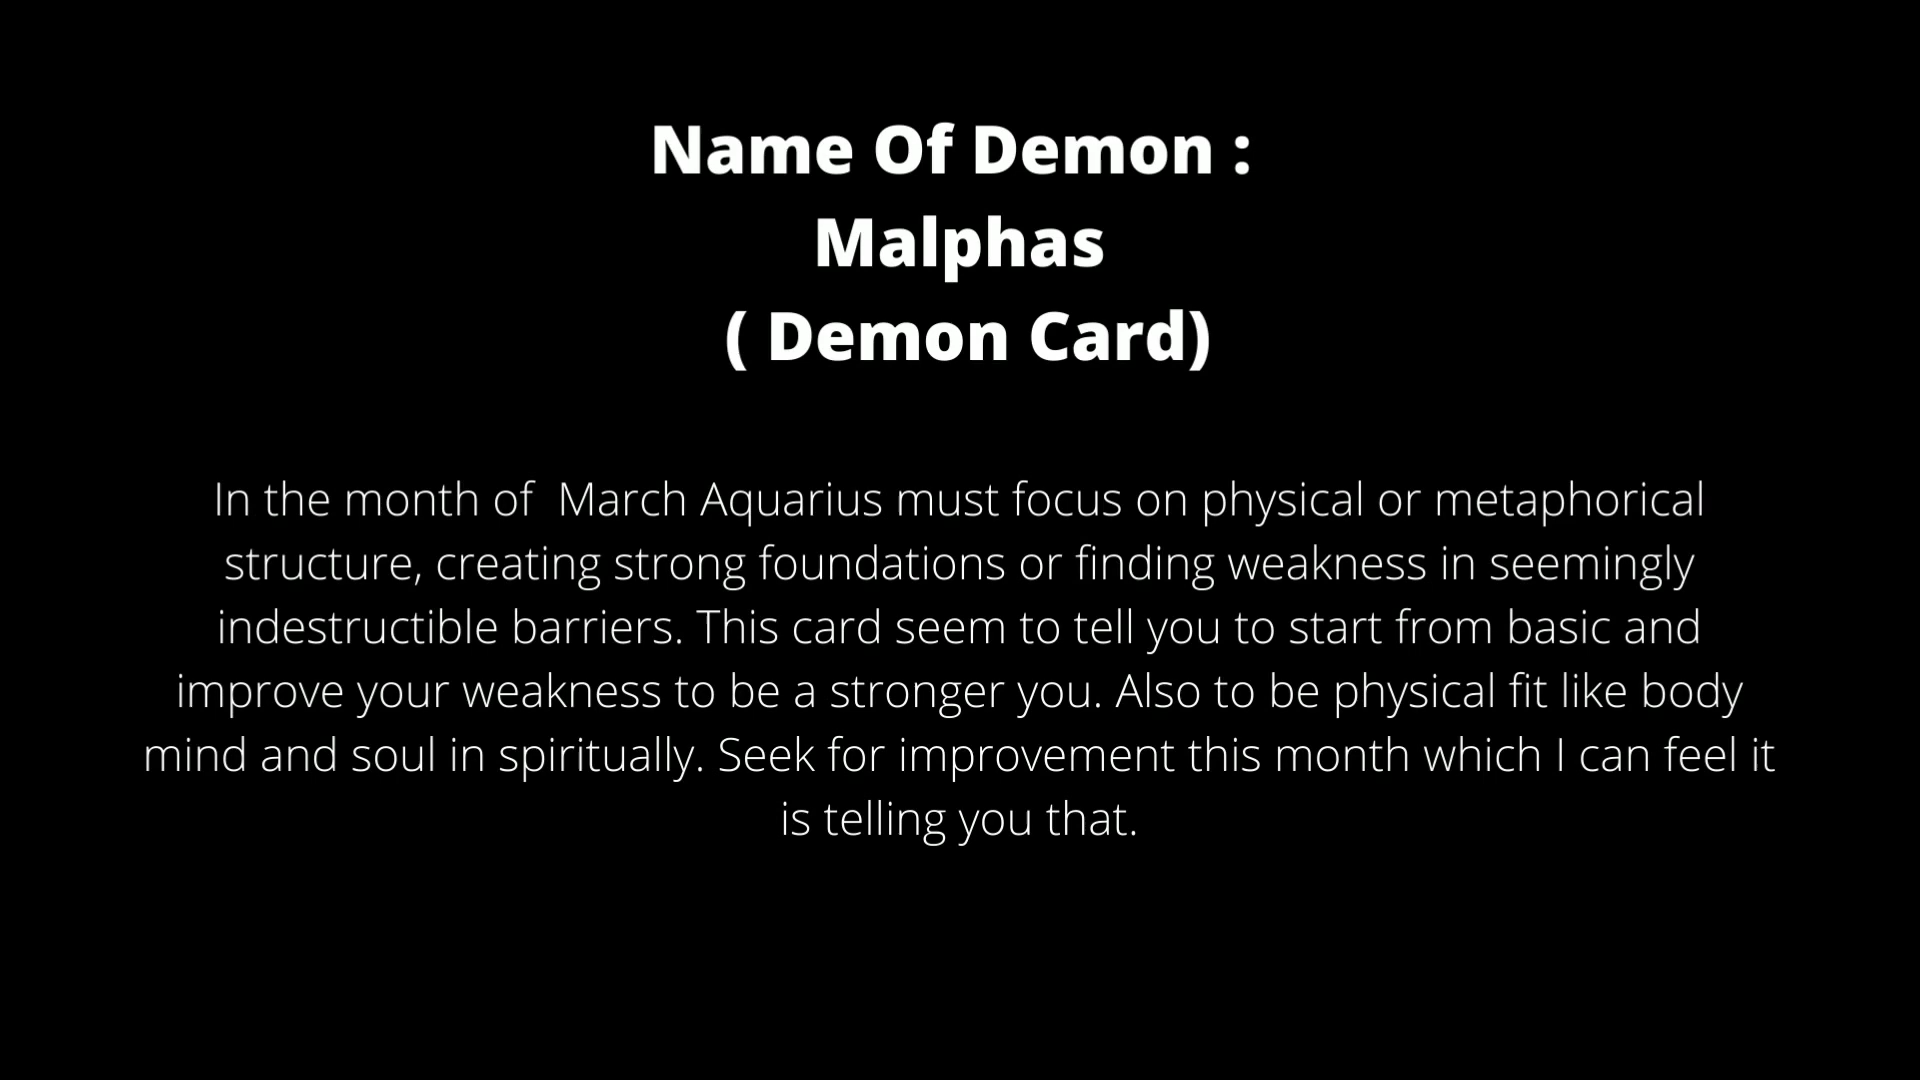 Name Of Demon :
Malphas
( Demon Card)
In the month of  March Aquarius must focus on physical or metaphorical
structure, creating strong foundations or finding weakness in seemingly
indestructible barriers. This card seem to tell you to start from basic and
improve your weakness to be a stronger you. Also to be physical fit like body
mind and soul in spiritually. Seek for improvement this month which I can feel it
is telling you that.